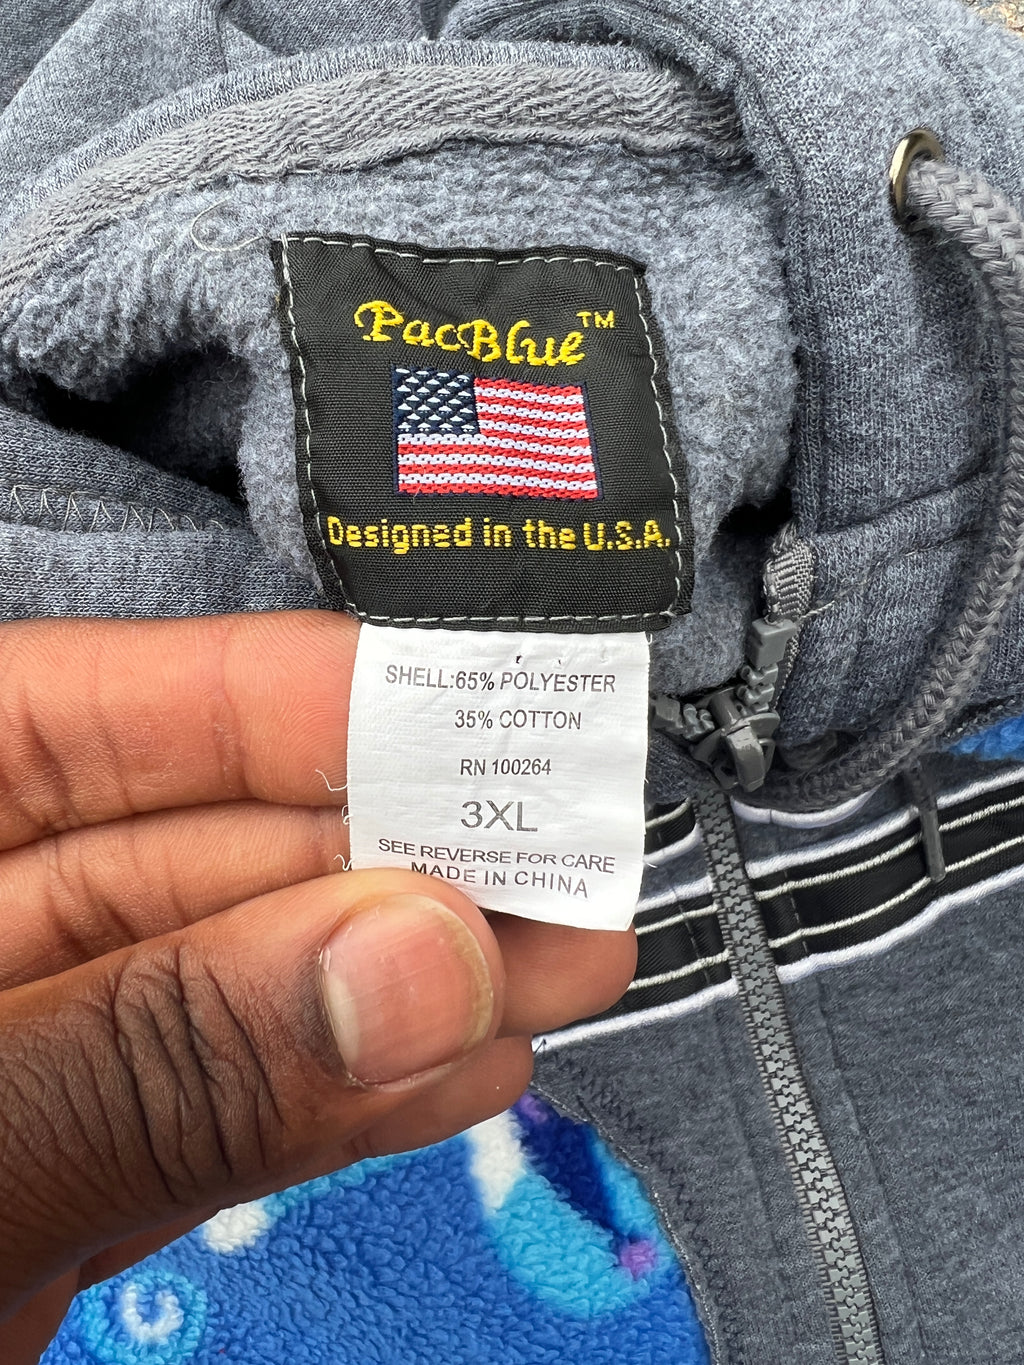 PacBlue™
Designed in the U.S.A.
SHELL:65% POLYESTER
35% COTTON
RN 100264
3XL
SEE REVERSE FOR CARE
MADE IN CHINA